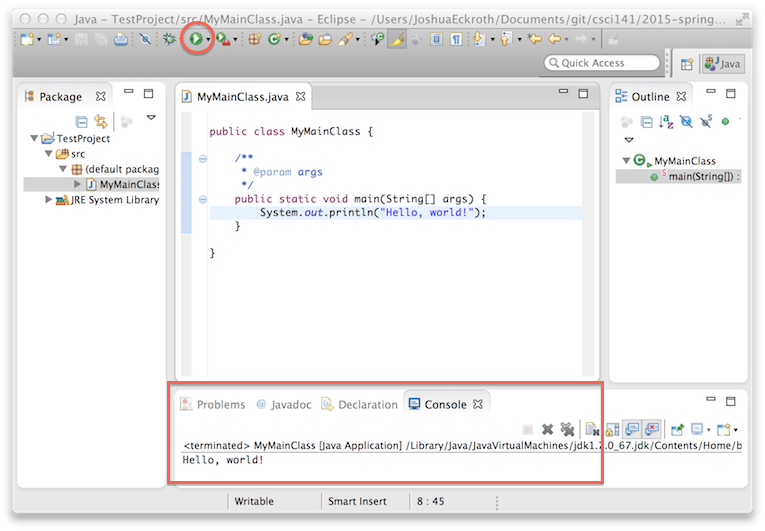 Java – TestProject/src/MyMainClass.java – Eclipse – /Users/JoshuaEckroth/Documents/git/csci141/2015-spring...
Quick Access
Java
Package
TestProject
src
(default packag
MyMainClass
JRE System Library
MyMainClass.java
public class MyMainClass {
/**
* @param args
*/
public static void main(String[] args) {
System.out.println("Hello, world!");
}
}
Outline
MyMainClass
main(String[]) :
Problems
@ Javadoc
Declaration
Console
<terminated> MyMainClass [Java Application] /Library/Java/JavaVirtualMachines/jdk1.7.0_67.jdk/Contents/Home/b
Hello, world!
Writable
Smart Insert
8 : 45